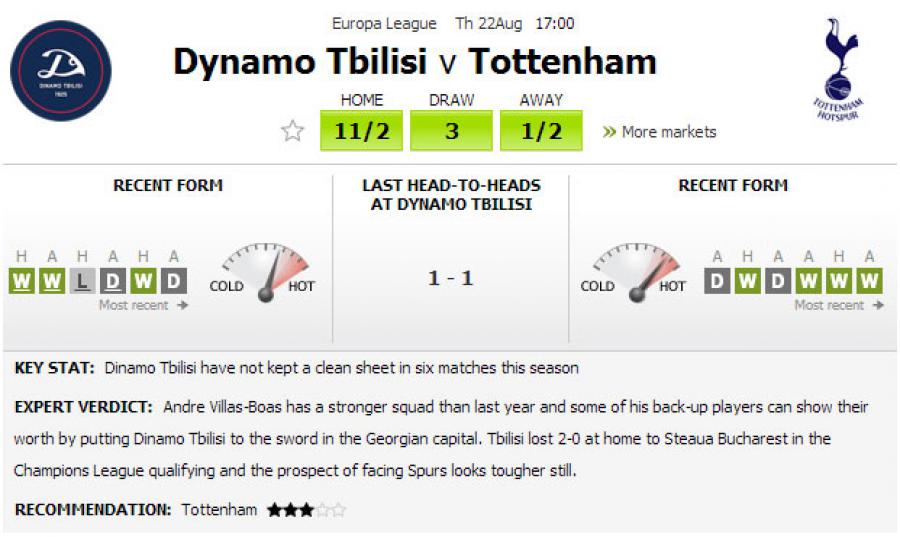 Europa League Th 22Aug 17:00
Dynamo Tbilisi v Tottenham
DINAMO TBILISI
1925
TOTTENHAM
HOTSPUR
HOME DRAW AWAY
11/2 3 1/2 » More markets
RECENT FORM
LAST HEAD-TO-HEADS
AT DYNAMO TBILISI
RECENT FORM
H A H A H A
W W L D W D
COLD HOT
Most recent →
1 - 1
COLD HOT
A H A A H A
D W D W W W
Most recent →
KEY STAT: Dinamo Tbilisi have not kept a clean sheet in six matches this season
EXPERT VERDICT: Andre Villas-Boas has a stronger squad than last year and some of his back-up players can show their
worth by putting Dinamo Tbilisi to the sword in the Georgian capital. Tbilisi lost 2-0 at home to Steaua Bucharest in the
Champions League qualifying and the prospect of facing Spurs looks tougher still.
RECOMMENDATION: Tottenham ★★★☆☆